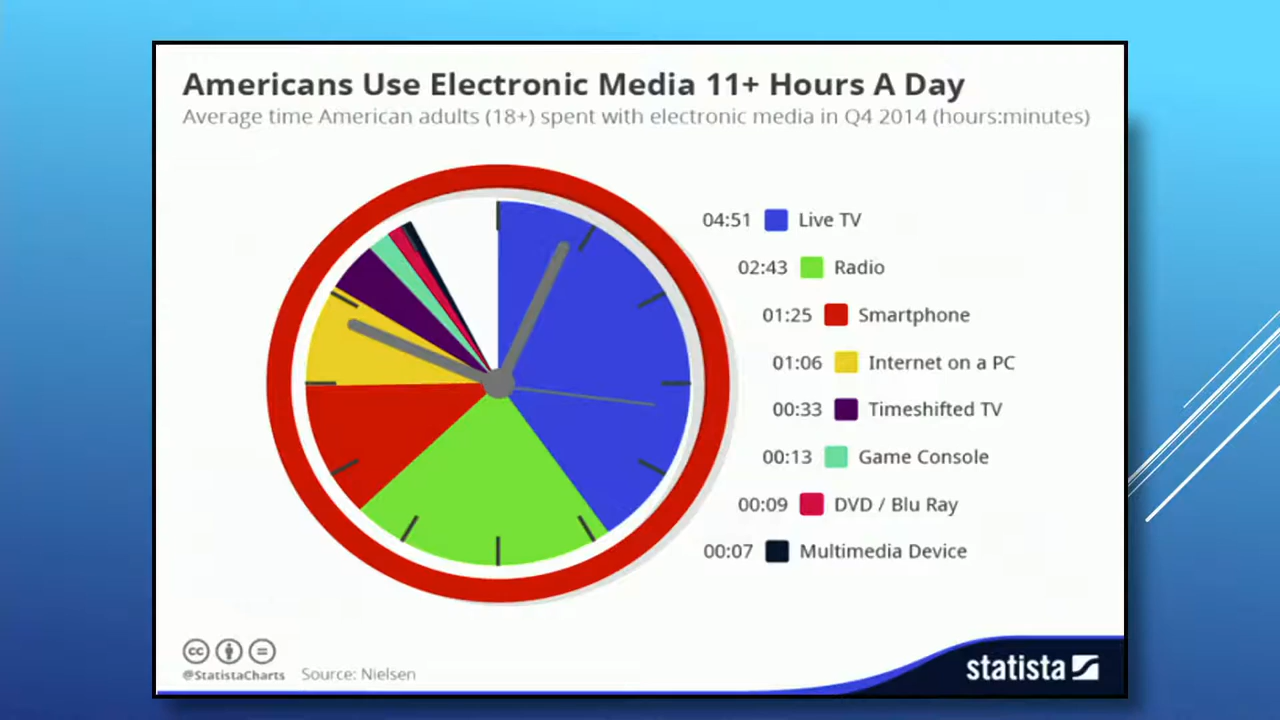 Americans Use Electronic Media 11+ Hours A Day
Average time American adults (18+) spent with electronic media in Q4 2014 (hours:minutes)
04:51 Live TV
02:43 Radio
01:25 Smartphone
01:06 Internet on a PC
00:33 Timeshifted TV
00:13 Game Console
00:09 DVD / Blu Ray
00:07 Multimedia Device
cc
@StatistaCharts Source: Nielsen
statista